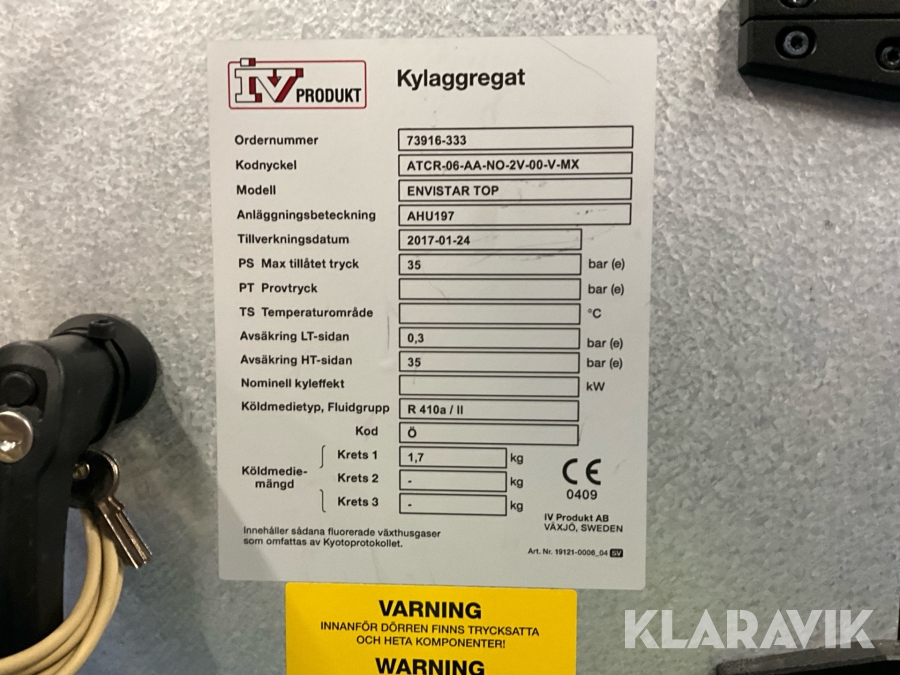 IV PRODUKT
Kylaggregat
Ordernummer 73916-333
Kodnyckel ATCR-06-AA-NO-2V-00-V-MX
Modell ENVISTAR TOP
Anläggningsbeteckning AHU197
Tillverkningsdatum 2017-01-24
PS Max tillåtet tryck 35 bar (e)
PT Provtryck bar (e)
TS Temperaturområde °C
Avsäkring LT-sidan 0,3 bar (e)
Avsäkring HT-sidan 35 bar (e)
Nominell kyleffekt kW
Köldmedietyp, Fluidgrupp R 410a / II
Kod Ö
Krets 1 1,7 kg
Köldmedie-
mängd
Krets 2 - kg
Krets 3 - kg
CE
0409
IV Produkt AB
VÄXJÖ, SWEDEN
Innehåller sådana fluorerade växthusgaser
som omfattas av Kyotoprotokollet.
Art. Nr. 19121-0006_04 SV
VARNING
INNANFÖR DÖRREN FINNS TRYCKSATTA
OCH HETA KOMPONENTER!
WARNING
KLARAVIK